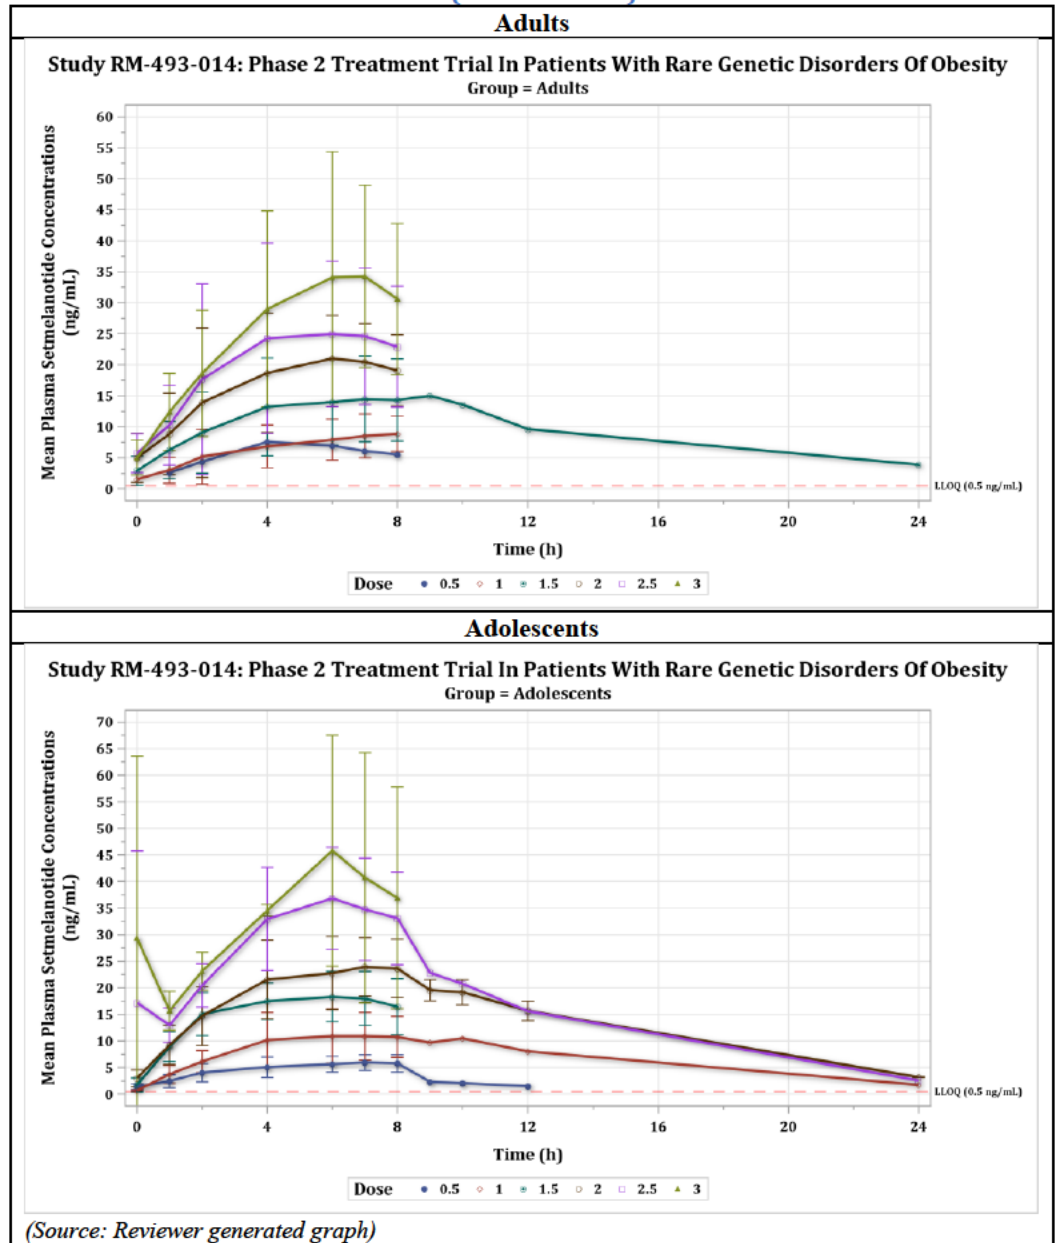 Adults
Study RM-493-014: Phase 2 Treatment Trial In Patients With Rare Genetic Disorders Of Obesity
Group = Adults
Mean Plasma Setmelanotide Concentrations
(ng/mL)
60
55
50
45
40
35
30
25
20
15
10
5
0
LLOQ (0.5 ng/mL)
0 4 8 12 16 20 24
Time (h)
Dose 0.5 1 1.5 2 2.5 3
Adolescents
Study RM-493-014: Phase 2 Treatment Trial In Patients With Rare Genetic Disorders Of Obesity
Group = Adolescents
Mean Plasma Setmelanotide Concentrations
(ng/mL)
70
65
60
55
50
45
40
35
30
25
20
15
10
5
0
LLOQ (0.5 ng/mL)
0 4 8 12 16 20 24
Time (h)
Dose 0.5 1 1.5 2 2.5 3
(Source: Reviewer generated graph)